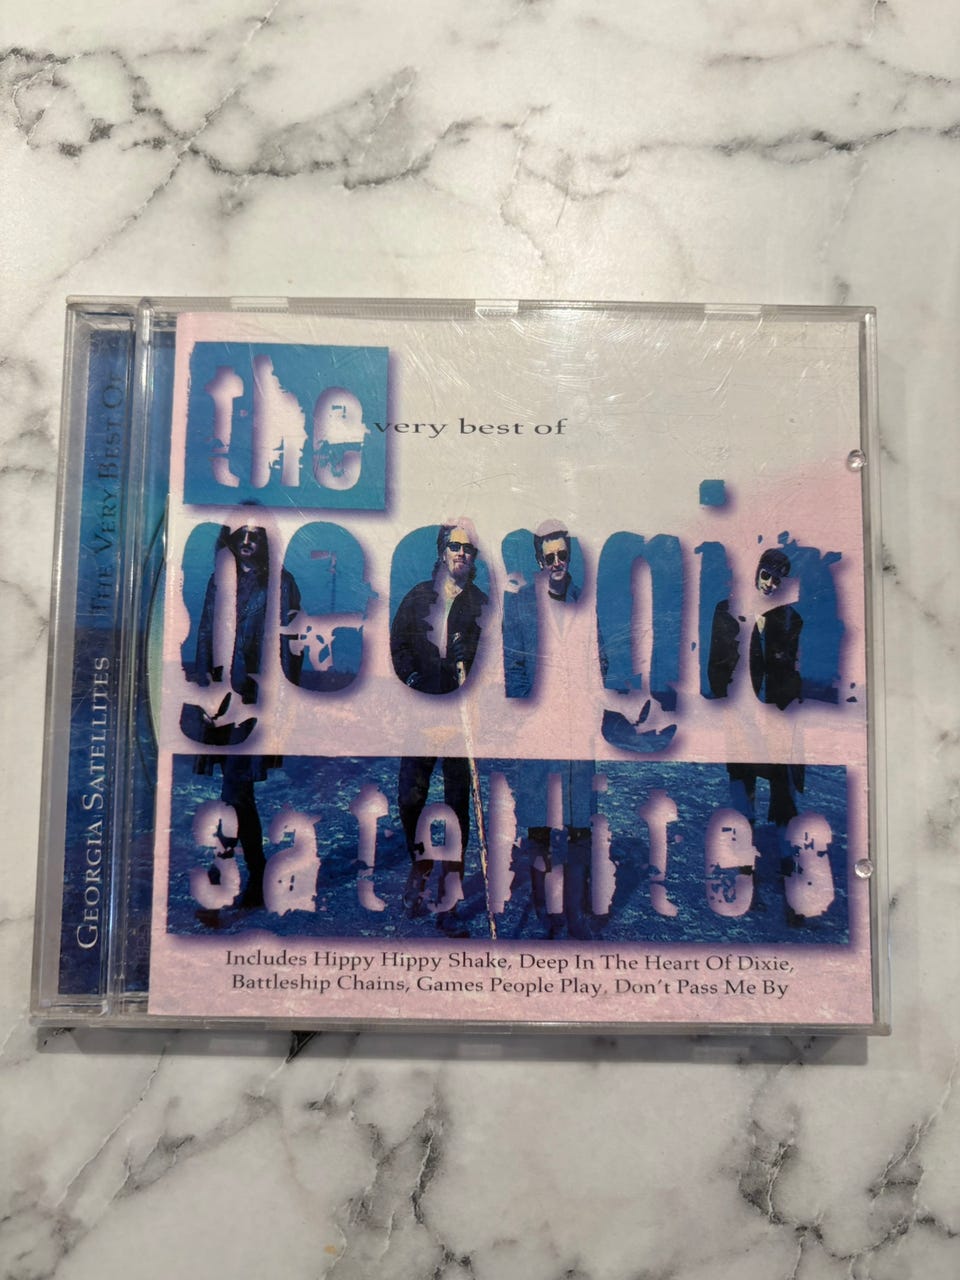 the very best of
georgia
satellites
Includes Hippy Hippy Shake, Deep In The Heart Of Dixie,
Battleship Chains, Games People Play, Don't Pass Me By
GEORGIA SATELLITES THE VERY BEST OF